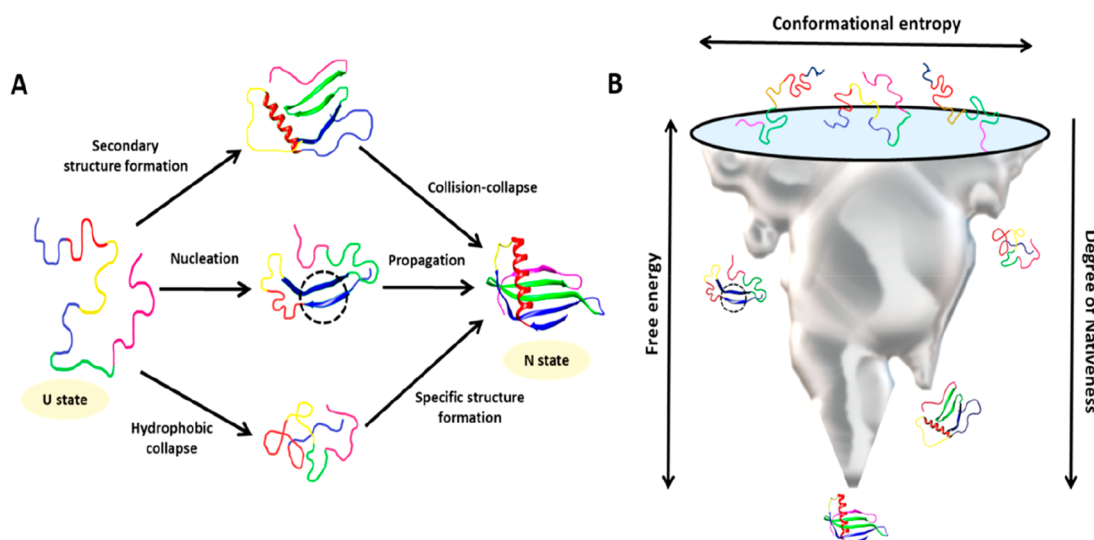 A
Secondary
structure formation
Collision-collapse
Nucleation
Propagation
U state
N state
Hydrophobic
collapse
Specific structure
formation
B
Conformational entropy
Free energy
Degree of Nativeness